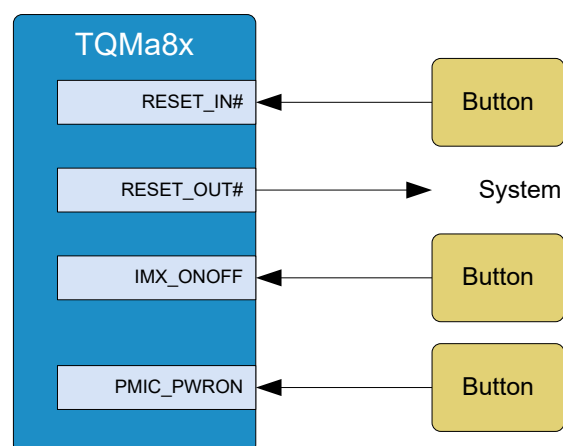 TQMa8x
RESET_IN#
Button
RESET_OUT#
System
IMX_ONOFF
Button
PMIC_PWRON
Button